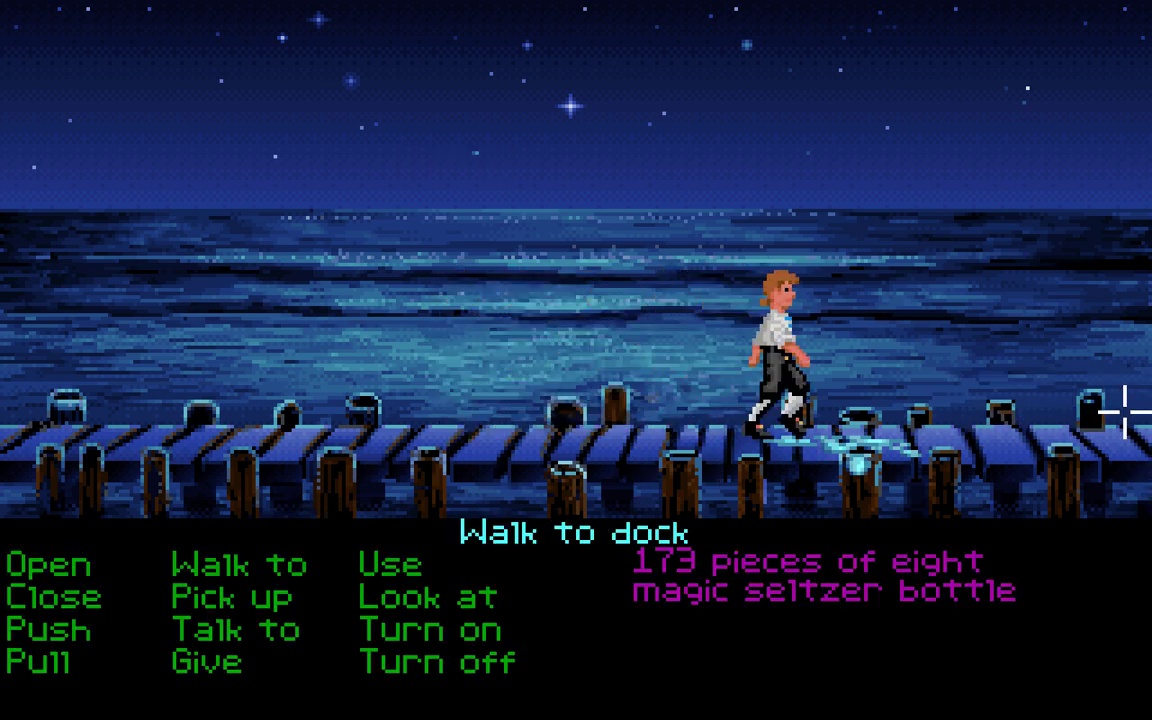 Walk to dock
Open Walk to Use 173 pieces of eight
Close Pick up Look at magic seltzer bottle
Push Talk to Turn on
Pull Give Turn off